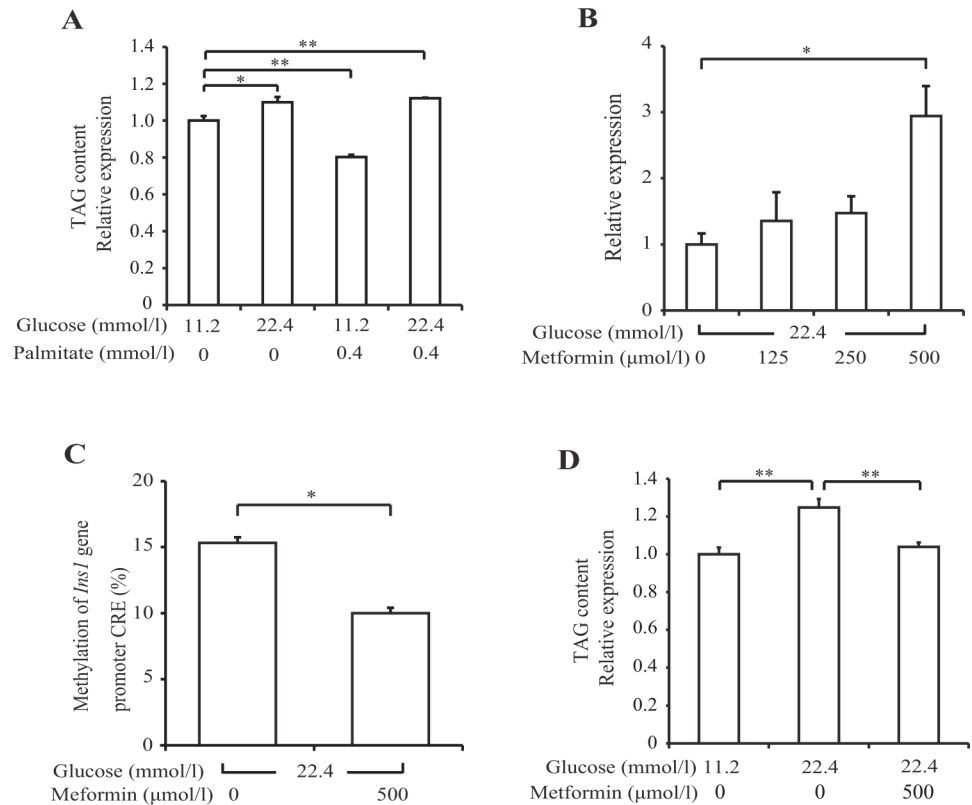 A
TAG content
Relative expression
1.4
1.2
1.0
0.8
0.6
0.4
0.2
0
*
**
**
Glucose (mmol/l) 11.2 22.4 11.2 22.4
Palmitate (mmol/l) 0 0 0.4 0.4
B
Relative expression
4
3
2
1
0
*
Glucose (mmol/l) 22.4
Metformin (μmol/l) 0 125 250 500
C
Methylation of Ins1 gene
promoter CRE (%)
20
15
10
5
0
*
Glucose (mmol/l) 22.4
Meformin (μmol/l) 0 500
D
TAG content
Relative expression
1.4
1.2
1.0
0.8
0.6
0.4
0.2
0
** **
Glucose (mmol/l) 11.2 22.4 22.4
Metformin (μmol/l) 0 0 500